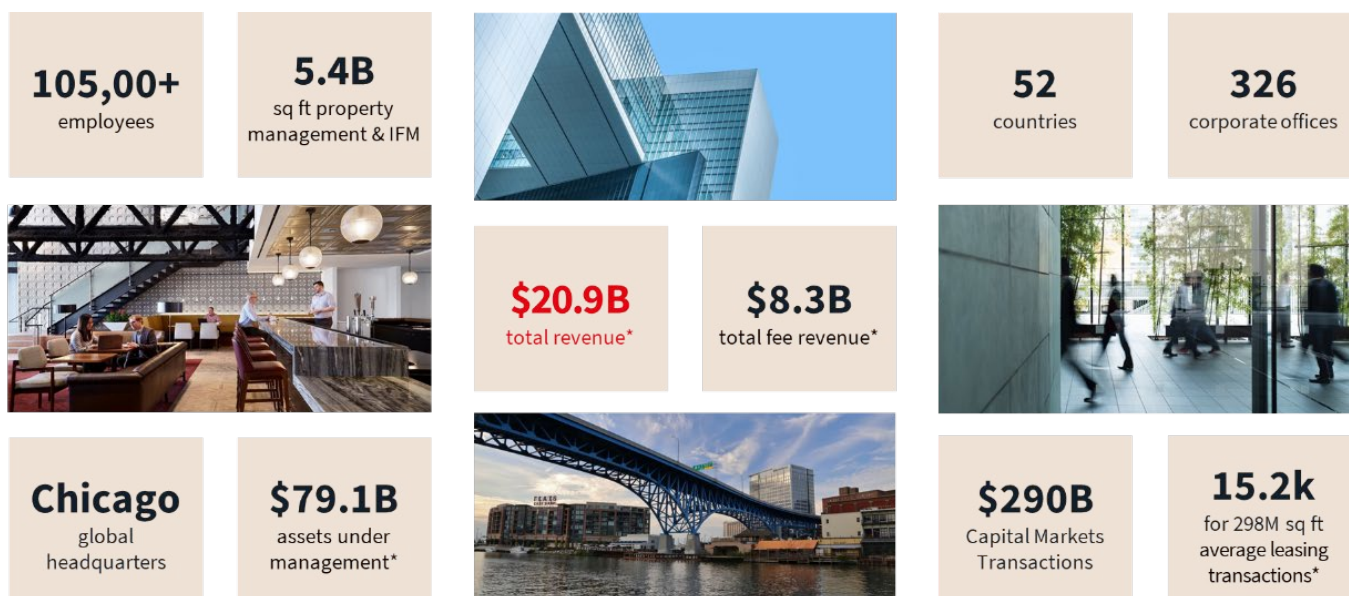 105,00+
employees
5.4B
sq ft property
management & IFM
52
countries
326
corporate offices
$20.9B
total revenue*
$8.3B
total fee revenue*
Chicago
global
headquarters
$79.1B
assets under
management*
FLATS
$290B
Capital Markets
Transactions
15.2k
for 298M sq ft
average leasing
transactions*